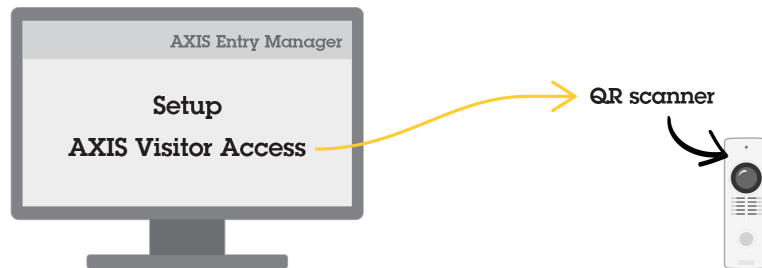 AXIS Entry Manager
Setup
AXIS Visitor Access
QR scanner